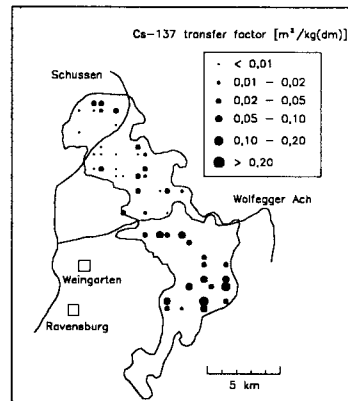 Cs-137 transfer factor [m²/kg(dm)]
Schussen
< 0,01
0,01 - 0,02
0,02 - 0,05
0,05 - 0,10
0,10 - 0,20
> 0,20
Wolfegger Ach
Weingarten
Ravensburg
5 km